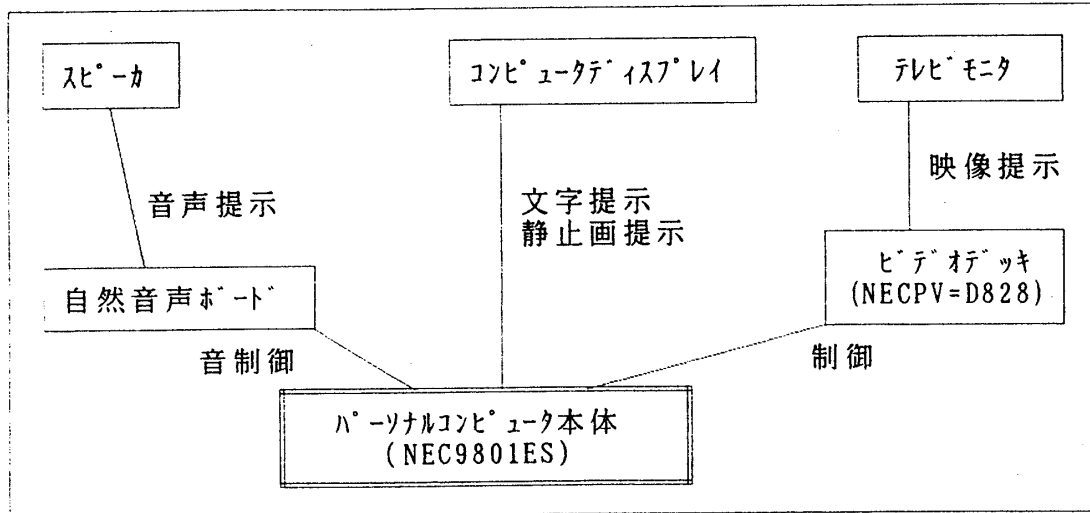 スピーカ
コンピュータディスプレイ
テレビモニタ
音声提示
文字提示
静止画提示
映像提示
自然音声ボード
ビデオデッキ
(NECPV=D828)
音制御
制御
パーソナルコンピュータ本体
(NEC9801ES)